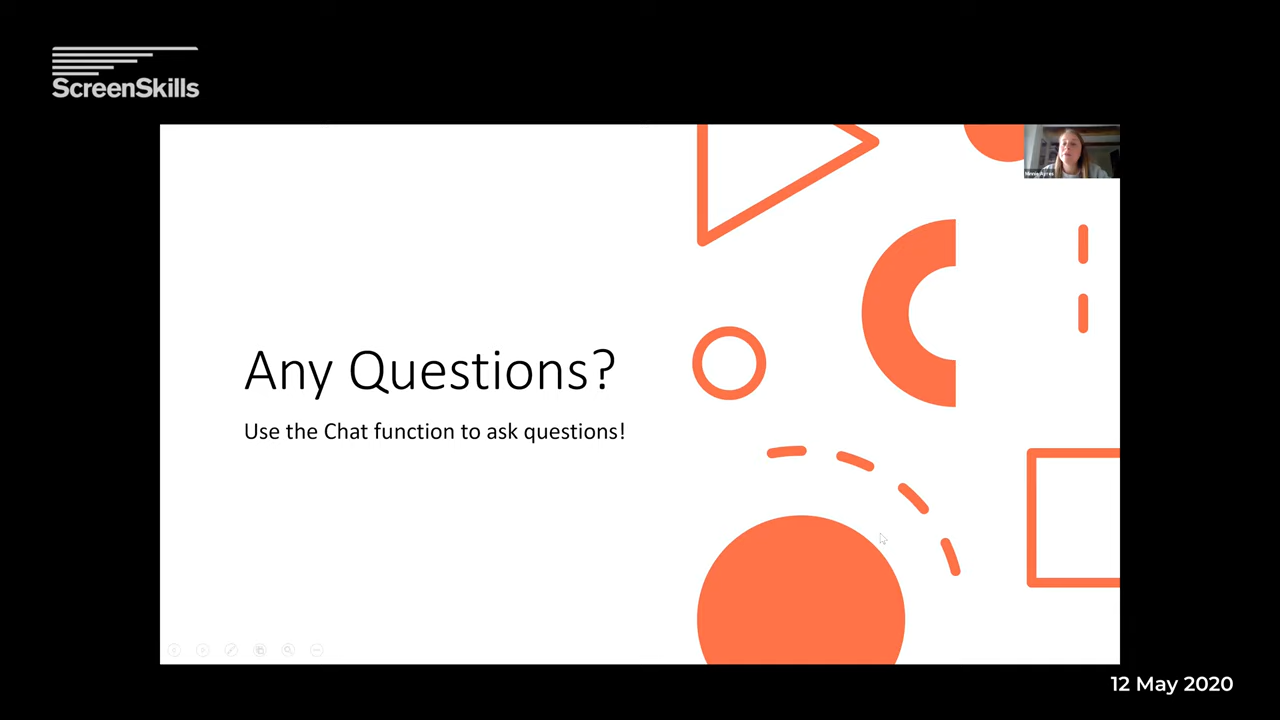 ScreenSkills
Any Questions?
Use the Chat function to ask questions!
12 May 2020